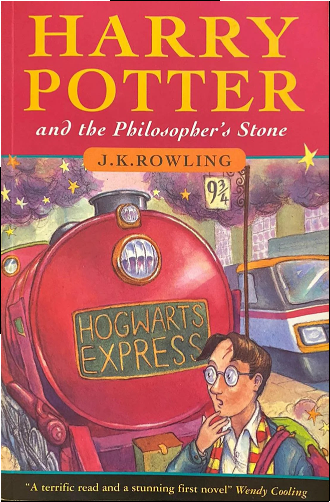 HARRY
POTTER
and the Philosopher's Stone
J.K.ROWLING
9¾
HOGWARTS
EXPRESS
"A terrific read and a stunning first novel" Wendy Cooling